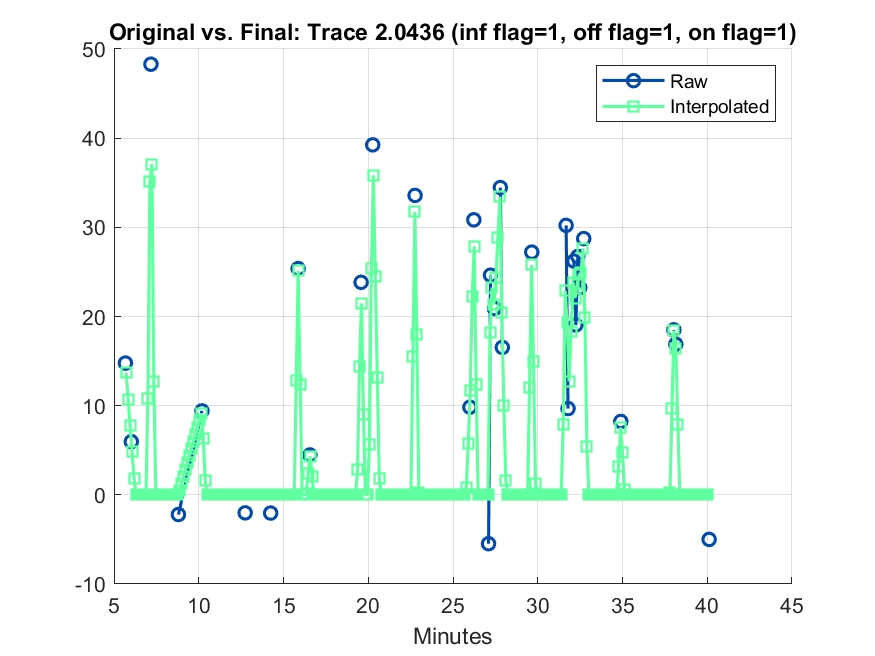 Original vs. Final: Trace 2.0436 (inf flag=1, off flag=1, on flag=1)
50
40
30
20
10
0
-10
Raw
Interpolated
5 10 15 20 25 30 35 40 45
Minutes